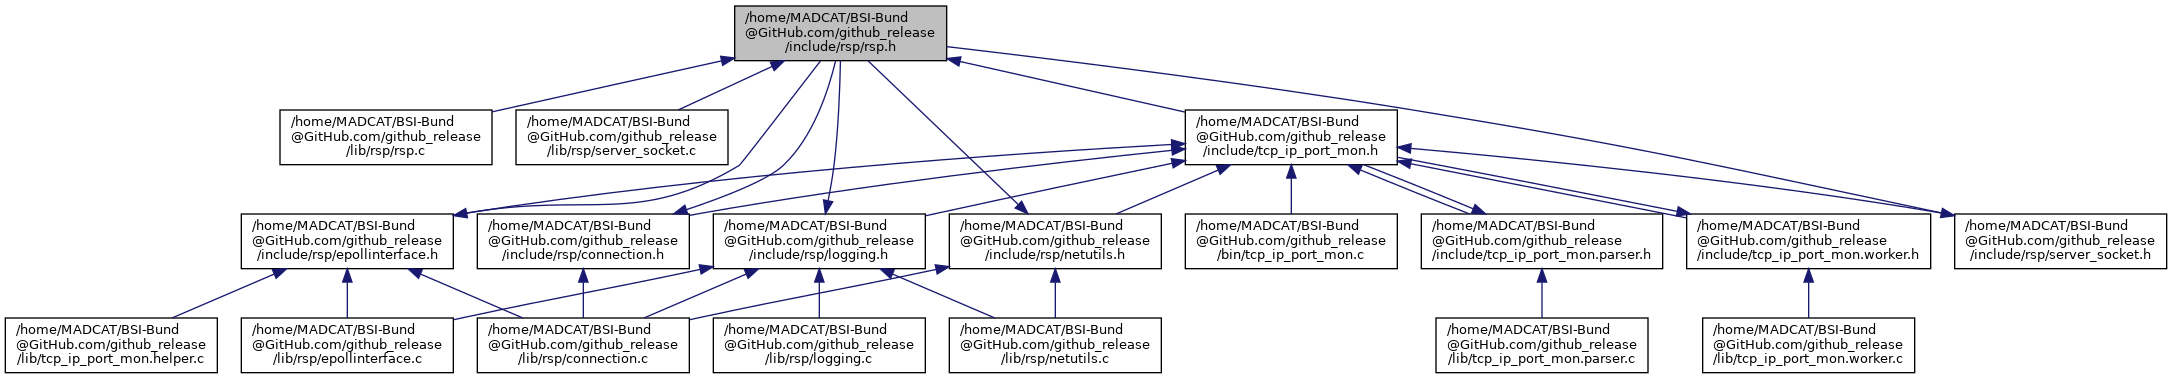 /home/MADCAT/BSI-Bund
@GitHub.com/github_release
/include/rsp/rsp.h
/home/MADCAT/BSI-Bund
@GitHub.com/github_release
/lib/rsp/rsp.c
/home/MADCAT/BSI-Bund
@GitHub.com/github_release
/lib/rsp/server_socket.c
/home/MADCAT/BSI-Bund
@GitHub.com/github_release
/include/tcp_ip_port_mon.h
/home/MADCAT/BSI-Bund
@GitHub.com/github_release
/include/rsp/epollinterface.h
/home/MADCAT/BSI-Bund
@GitHub.com/github_release
/include/rsp/connection.h
/home/MADCAT/BSI-Bund
@GitHub.com/github_release
/include/rsp/logging.h
/home/MADCAT/BSI-Bund
@GitHub.com/github_release
/include/rsp/netutils.h
/home/MADCAT/BSI-Bund
@GitHub.com/github_release
/bin/tcp_ip_port_mon.c
/home/MADCAT/BSI-Bund
@GitHub.com/github_release
/include/tcp_ip_port_mon.parser.h
/home/MADCAT/BSI-Bund
@GitHub.com/github_release
/include/tcp_ip_port_mon.worker.h
/home/MADCAT/BSI-Bund
@GitHub.com/github_release
/include/rsp/server_socket.h
/home/MADCAT/BSI-Bund
@GitHub.com/github_release
/lib/tcp_ip_port_mon.helper.c
/home/MADCAT/BSI-Bund
@GitHub.com/github_release
/lib/rsp/epollinterface.c
/home/MADCAT/BSI-Bund
@GitHub.com/github_release
/lib/rsp/connection.c
/home/MADCAT/BSI-Bund
@GitHub.com/github_release
/lib/rsp/logging.c
/home/MADCAT/BSI-Bund
@GitHub.com/github_release
/lib/rsp/netutils.c
/home/MADCAT/BSI-Bund
@GitHub.com/github_release
/lib/tcp_ip_port_mon.parser.c
/home/MADCAT/BSI-Bund
@GitHub.com/github_release
/lib/tcp_ip_port_mon.worker.c